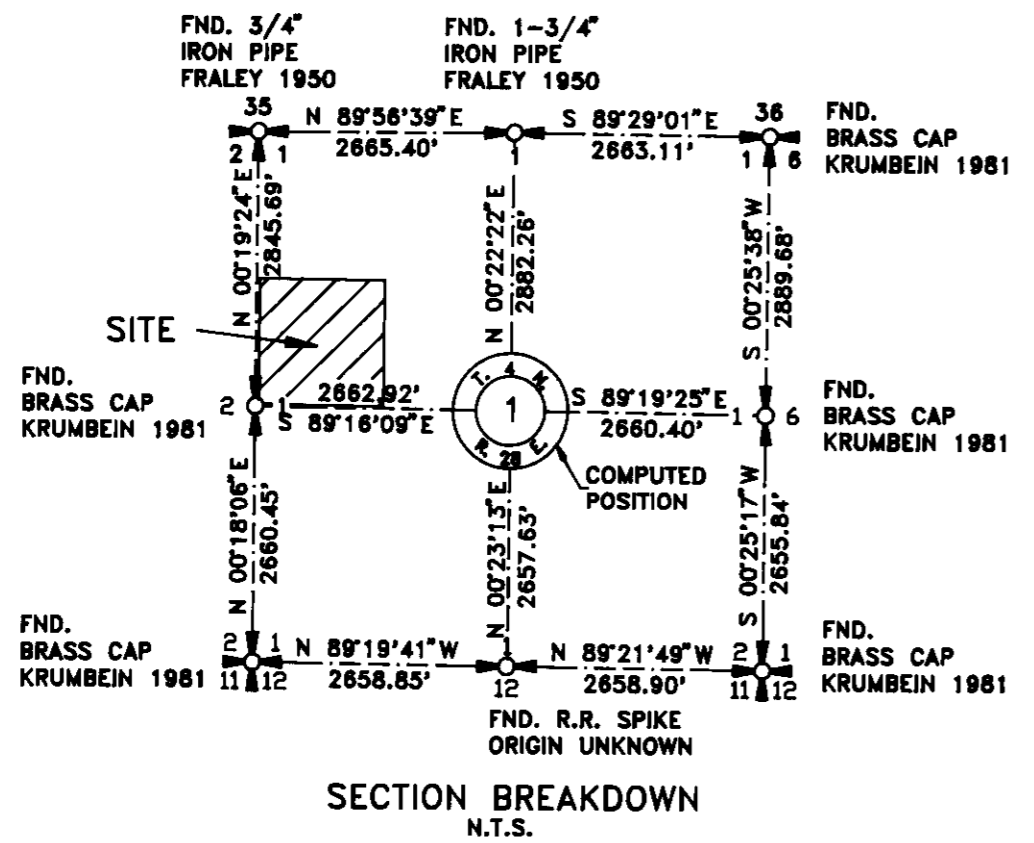 FND. 3/4"
IRON PIPE
FRALEY 1950
FND. 1-3/4"
IRON PIPE
FRALEY 1950
35
N 89°56'39"E
2665.40'
S 89°29'01"E
2663.11'
36
FND.
BRASS CAP
KRUMBEIN 1981
2 1
1
1 6
N 00°19'24"E
2845.69'
N 00°22'22"E
2882.26'
S 00°25'38"W
2889.68'
SITE
FND.
BRASS CAP
KRUMBEIN 1981
2 1
2662.92'
S 89°16'09"E
T. 4 N.
1
R. 28 E.
S 89°19'25"E
2660.40'
1 6
FND.
BRASS CAP
KRUMBEIN 1981
COMPUTED
POSITION
N 00°18'06"E
2660.45'
N 00°23'13"E
2657.63'
S 00°25'17"W
2655.84'
FND.
BRASS CAP
KRUMBEIN 1981
2 1
11 12
N 89°19'41"W
2658.85'
1
12
N 89°21'49"W
2658.90'
2 1
11 12
FND.
BRASS CAP
KRUMBEIN 1981
FND. R.R. SPIKE
ORIGIN UNKNOWN
SECTION BREAKDOWN
N.T.S.